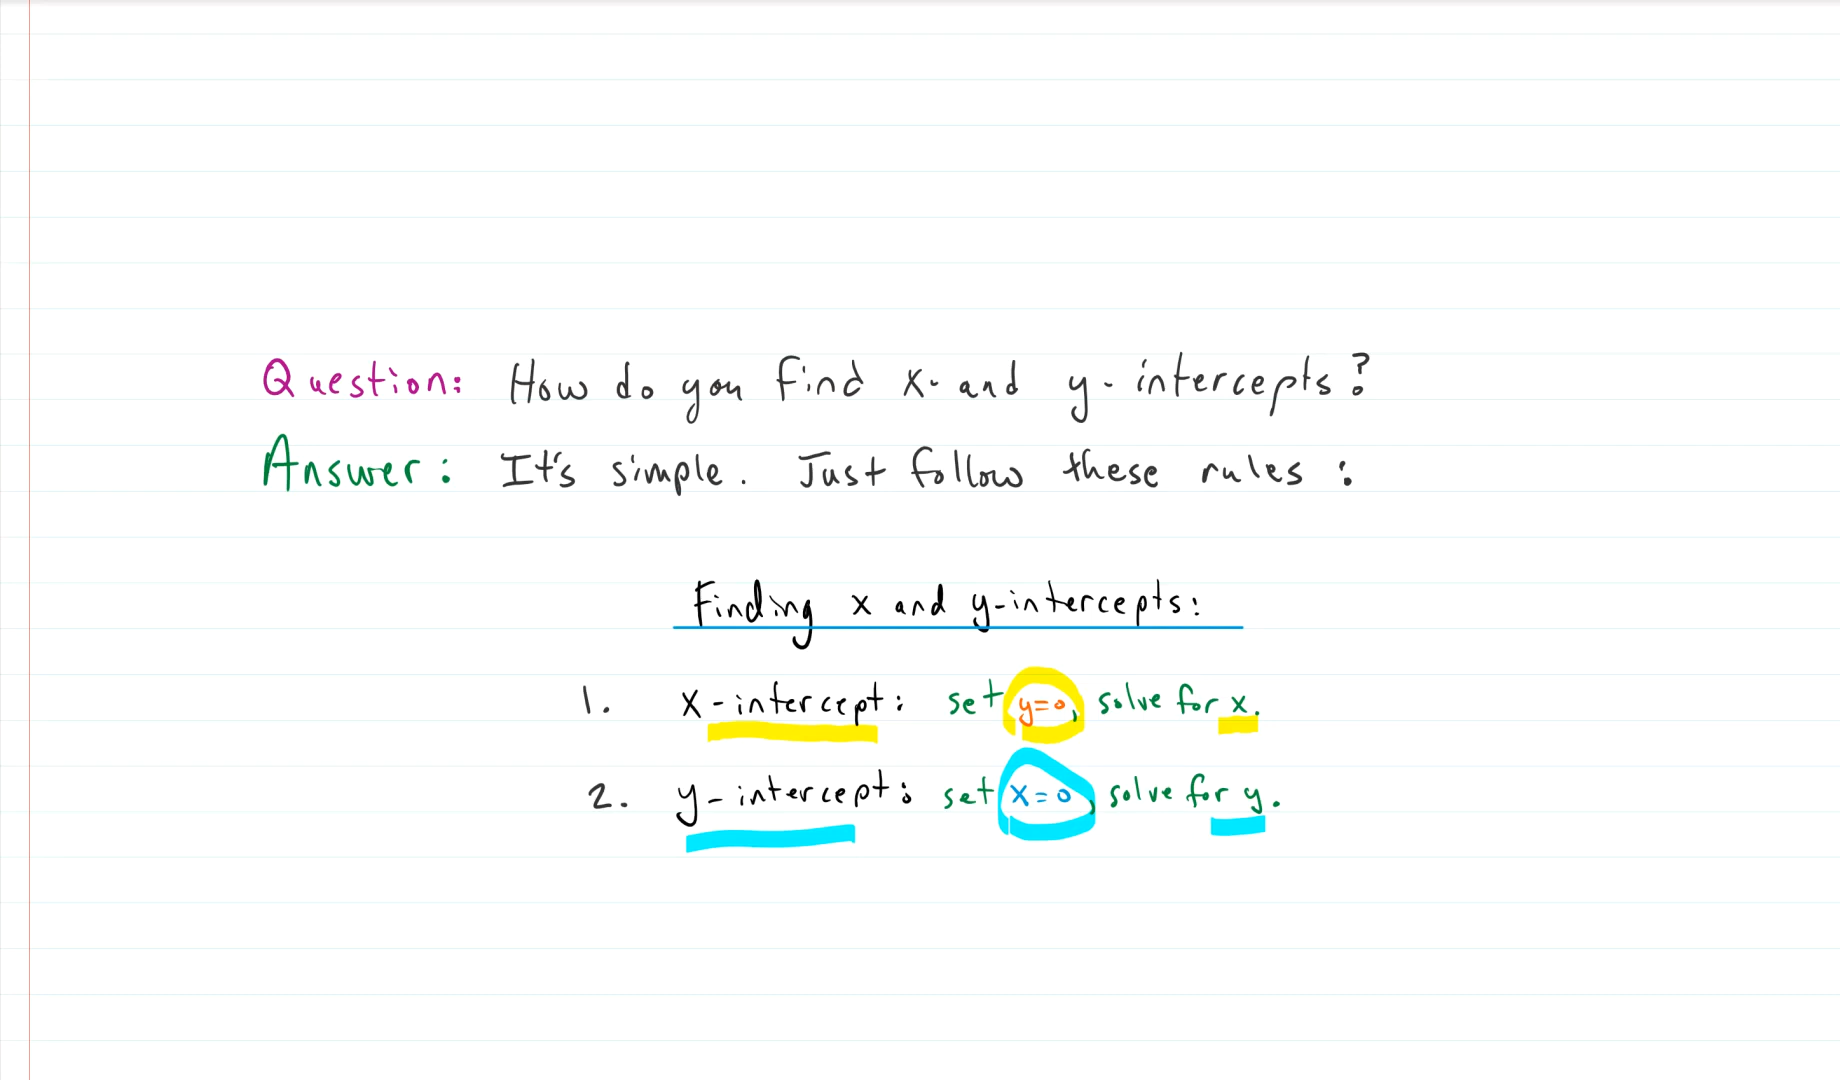 Question: How do you find x- and y-intercepts?
Answer: It's simple. Just follow these rules:
Finding x and y-intercepts:
1. x-intercept: set y=0, solve for x.
2. y-intercept: set x=0, solve for y.